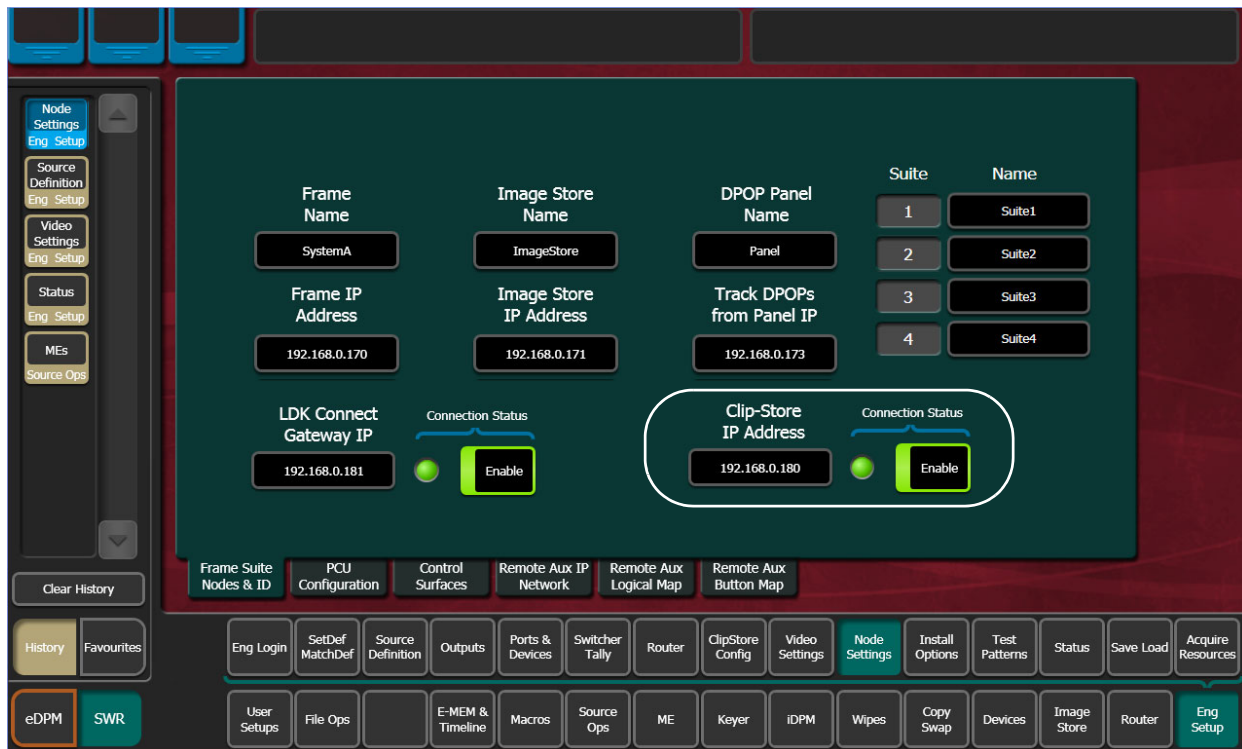 Node
Settings
Eng Setup
Source
Definition
Eng Setup
Video
Settings
Eng Setup
Status
Eng Setup
MEs
Source Ops
Clear History
History
Favourites
eDPM
SWR
Frame
Name
SystemA
Image Store
Name
ImageStore
DPOP Panel
Name
Panel
Suite
Name
1
Suite1
2
Suite2
3
Suite3
4
Suite4
Frame IP
Address
192.168.0.170
Image Store
IP Address
192.168.0.171
Track DPOPs
from Panel IP
192.168.0.173
LDK Connect
Gateway IP
192.168.0.181
Connection Status
Enable
Clip-Store
IP Address
192.168.0.180
Connection Status
Enable
Frame Suite
Nodes & ID
PCU
Configuration
Control
Surfaces
Remote Aux IP
Network
Remote Aux
Logical Map
Remote Aux
Button Map
Eng Login
SetDef
MatchDef
Source
Definition
Outputs
Ports &
Devices
Switcher
Tally
Router
ClipStore
Config
Video
Settings
Node
Settings
Install
Options
Test
Patterns
Status
Save Load
Acquire
Resources
User
Setups
File Ops
E-MEM &
Timeline
Macros
Source
Ops
ME
Keyer
iDPM
Wipes
Copy
Swap
Devices
Image
Store
Router
Eng
Setup